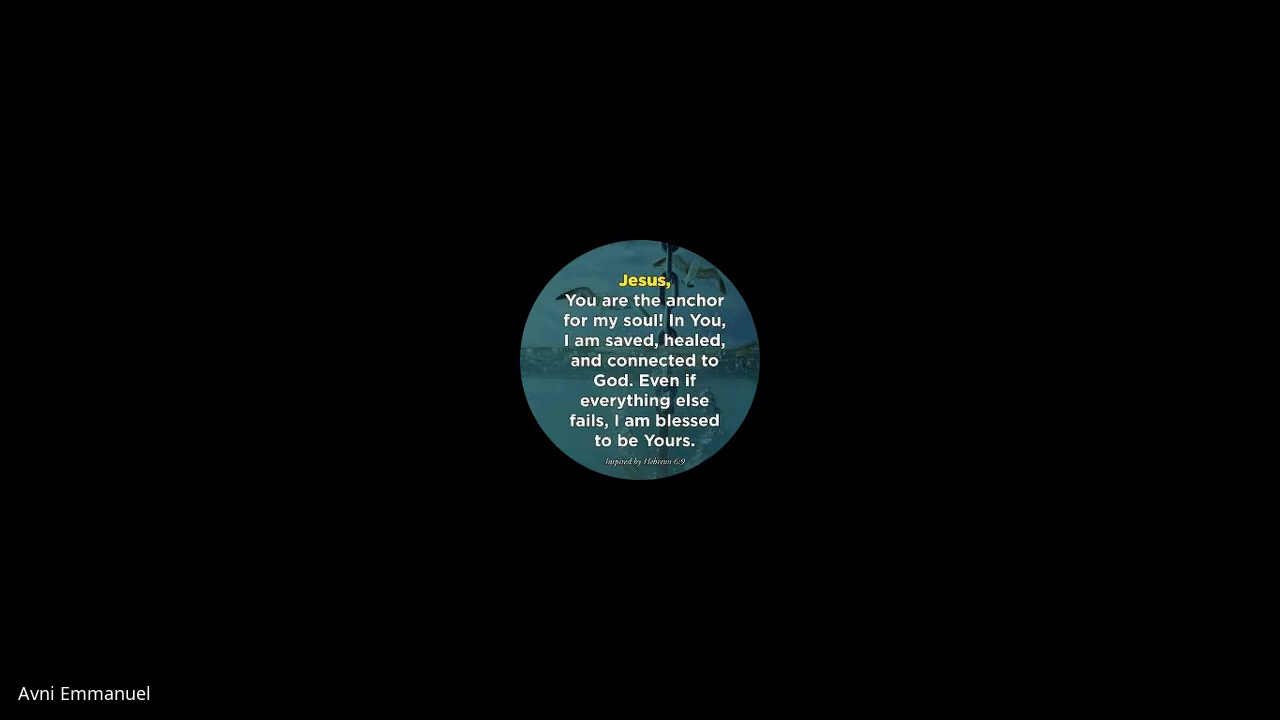 Jesus,
You are the anchor
for my soul! In You,
I am saved, healed,
and connected to
God. Even if
everything else
fails, I am blessed
to be Yours.
Inspired by Hebrews 6:9
Avni Emmanuel